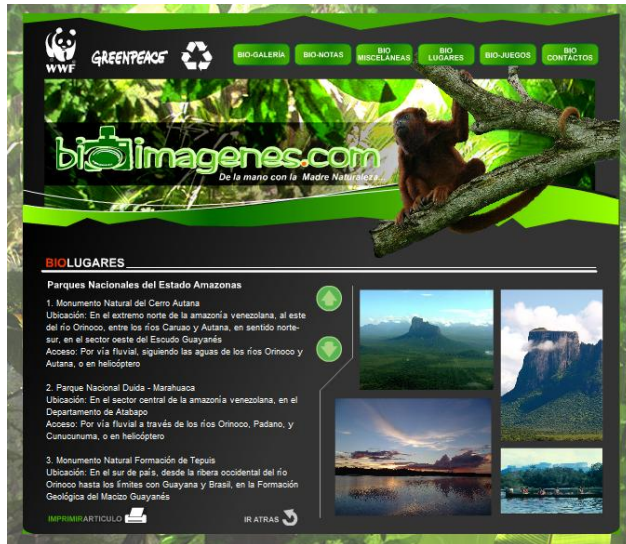 WWF
GREENPEACE
BIO-GALERÍA
BIO-NOTAS
BIO
MISCELÁNEAS
BIO
LUGARES
BIO-JUEGOS
BIO
CONTÁCTOS
bioimagenes.com
De la mano con la Madre Naturaleza...
BIOLUGARES
Parques Nacionales del Estado Amazonas
1. Monumento Natural del Cerro Autana
Ubicación: En el extremo norte de la amazonía venezolana, al este
del río Orinoco, entre los ríos Caruao y Autana, en sentido norte-
sur, en el sector oeste del Escudo Guayanés
Acceso: Por vía fluvial, siguiendo las aguas de los ríos Orinoco y
Autana, o en helicóptero
2. Parque Nacional Duida - Marahuaca
Ubicación: En el sector central de la amazonía venezolana, en el
Departamento de Atabapo
Acceso: Por vía fluvial a través de los ríos Orinoco, Padano, y
Cunucunuma, o en helicóptero
3. Monumento Natural Formación de Tepuis
Ubicación: En el sur de país, desde la ribera occidental del río
Orinoco hasta los límites con Guayana y Brasil, en la Formación
Geológica del Macizo Guayanés
IMPRIMIRARTICULO
IR ATRAS